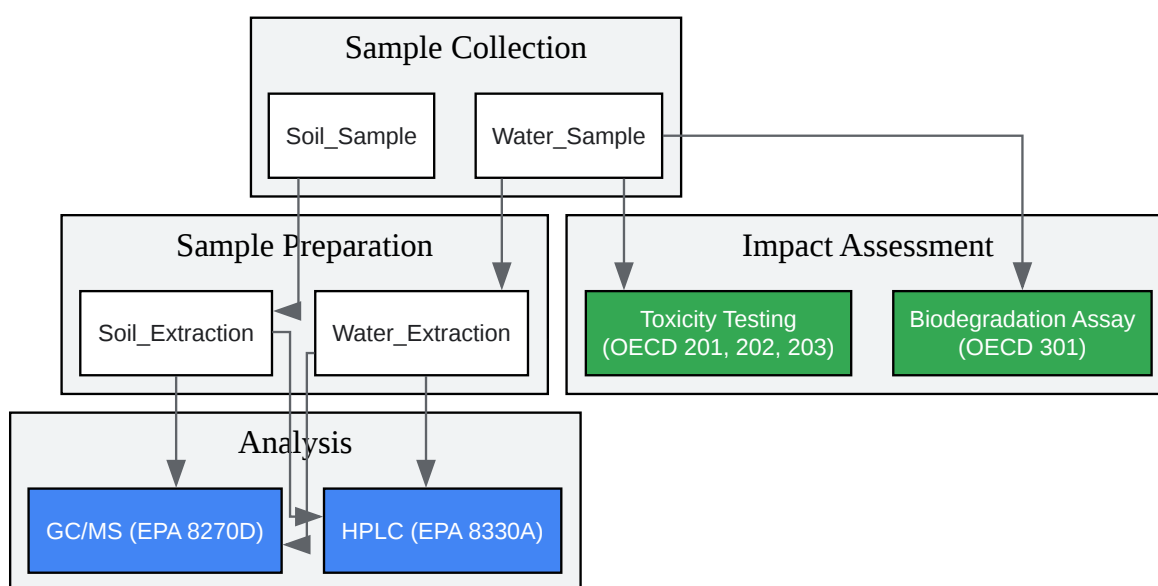 Sample Collection
Soil_Sample
Water_Sample
Sample Preparation
Impact Assessment
Soil_Extraction
Water_Extraction
Toxicity Testing
(OECD 201, 202, 203)
Biodegradation Assay
(OECD 301)
Analysis
GC/MS (EPA 8270D)
HPLC (EPA 8330A)